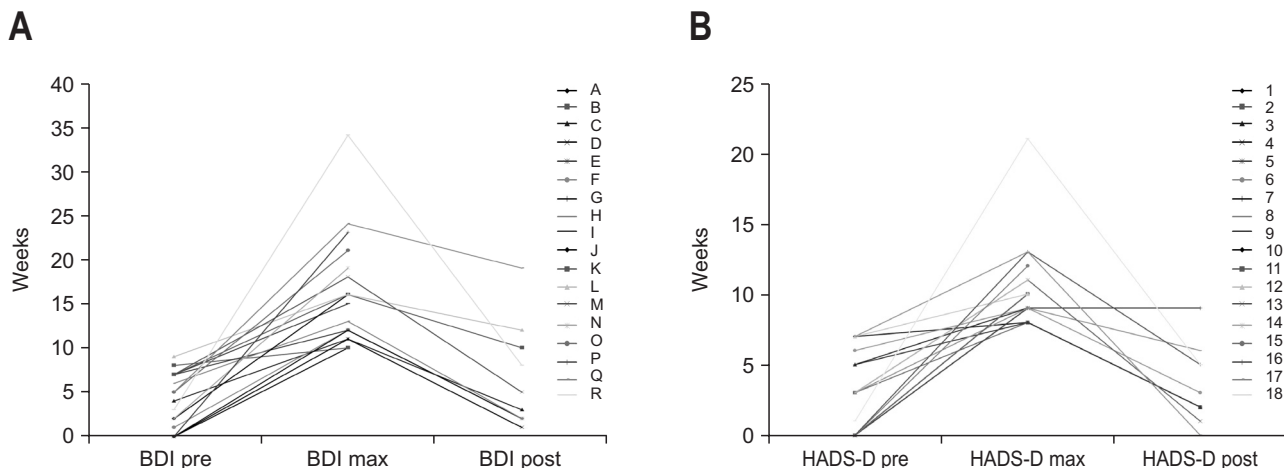 A
Weeks
40
35
30
25
20
15
10
5
0
BDI pre
BDI max
BDI post
A
B
C
D
E
F
G
H
I
J
K
L
M
N
O
P
Q
R
B
Weeks
25
20
15
10
5
0
HADS-D pre
HADS-D max
HADS-D post
1
2
3
4
5
6
7
8
9
10
11
12
13
14
15
16
17
18